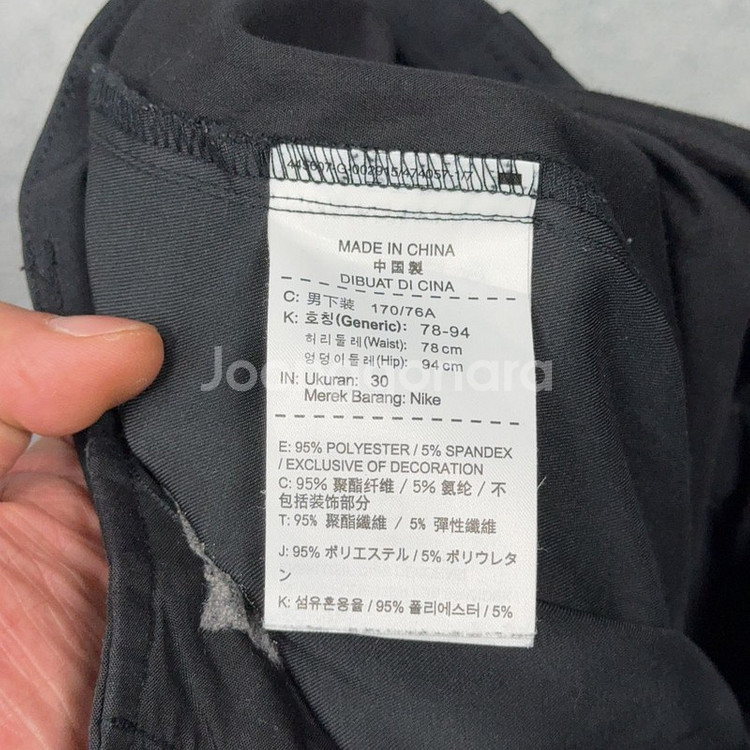 MADE IN CHINA
中国製
DIBUAT DI CINA
C: 男下装 170/76A
K: 호칭(Generic): 78-94
허리둘레(Waist): 78cm
엉덩이둘레(Hip): 94cm
IN: Ukuran: 30
Merek Barang: Nike
E: 95% POLYESTER / 5% SPANDEX
/ EXCLUSIVE OF DECORATION
C: 95% 聚酯纤维 / 5% 氨纶 / 不
包括装饰部分
T: 95% 聚酯纖維 / 5% 彈性纖維
J: 95% ポリエステル / 5% ポリウレタ
ン
K: 섬유혼용율 / 95% 폴리에스터 / 5%